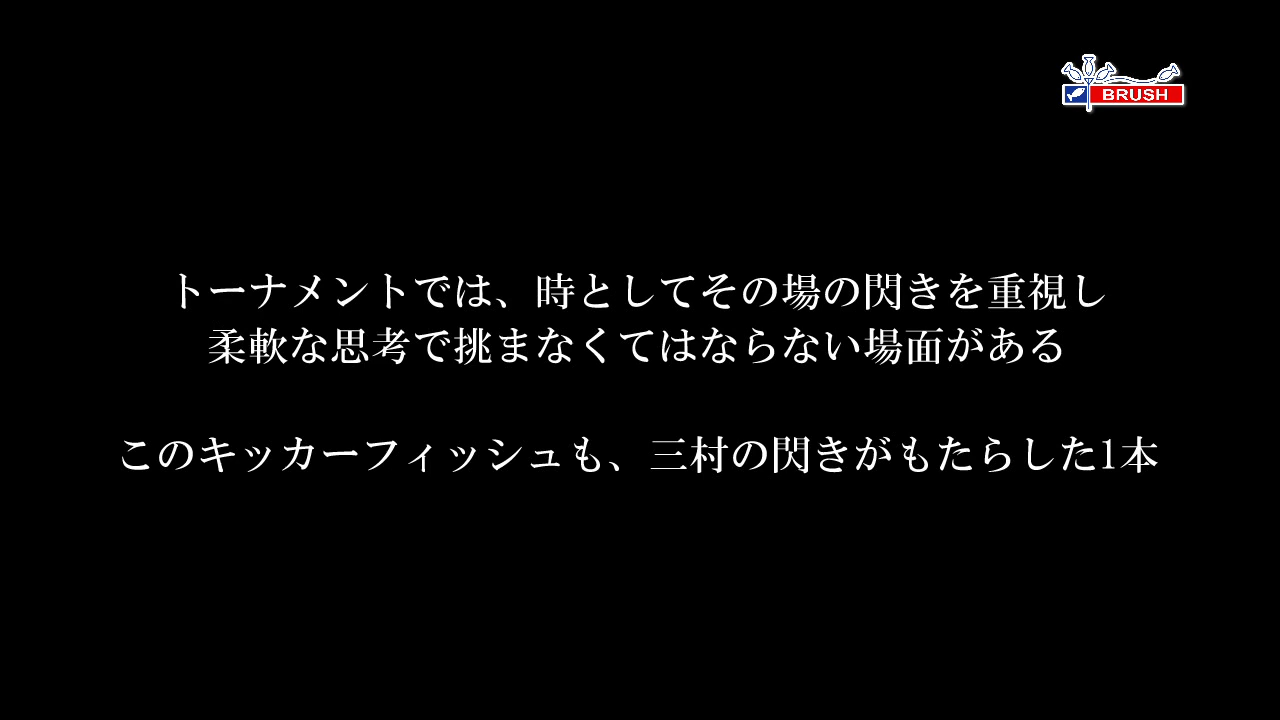 BRUSH
トーナメントでは、時としてその場の閃きを重視し
柔軟な思考で挑まなくてはならない場面がある
このキッカーフィッシュも、三村の閃きがもたらした1本